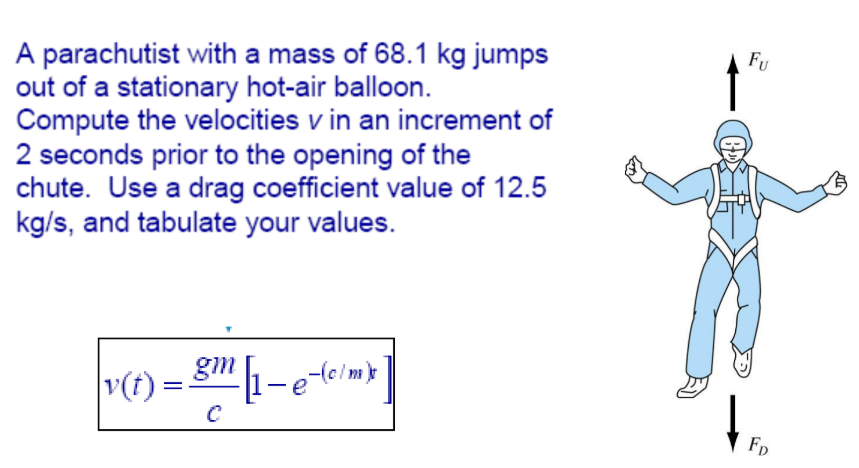 A parachutist with a mass of 68.1 kg jumps
out of a stationary hot-air balloon.
Compute the velocities v in an increment of
2 seconds prior to the opening of the
chute.  Use a drag coefficient value of 12.5
kg/s, and tabulate your values.
F_U
v(t) = \frac{gm}{c} [1 - e^{-(c/m)t}]
F_D